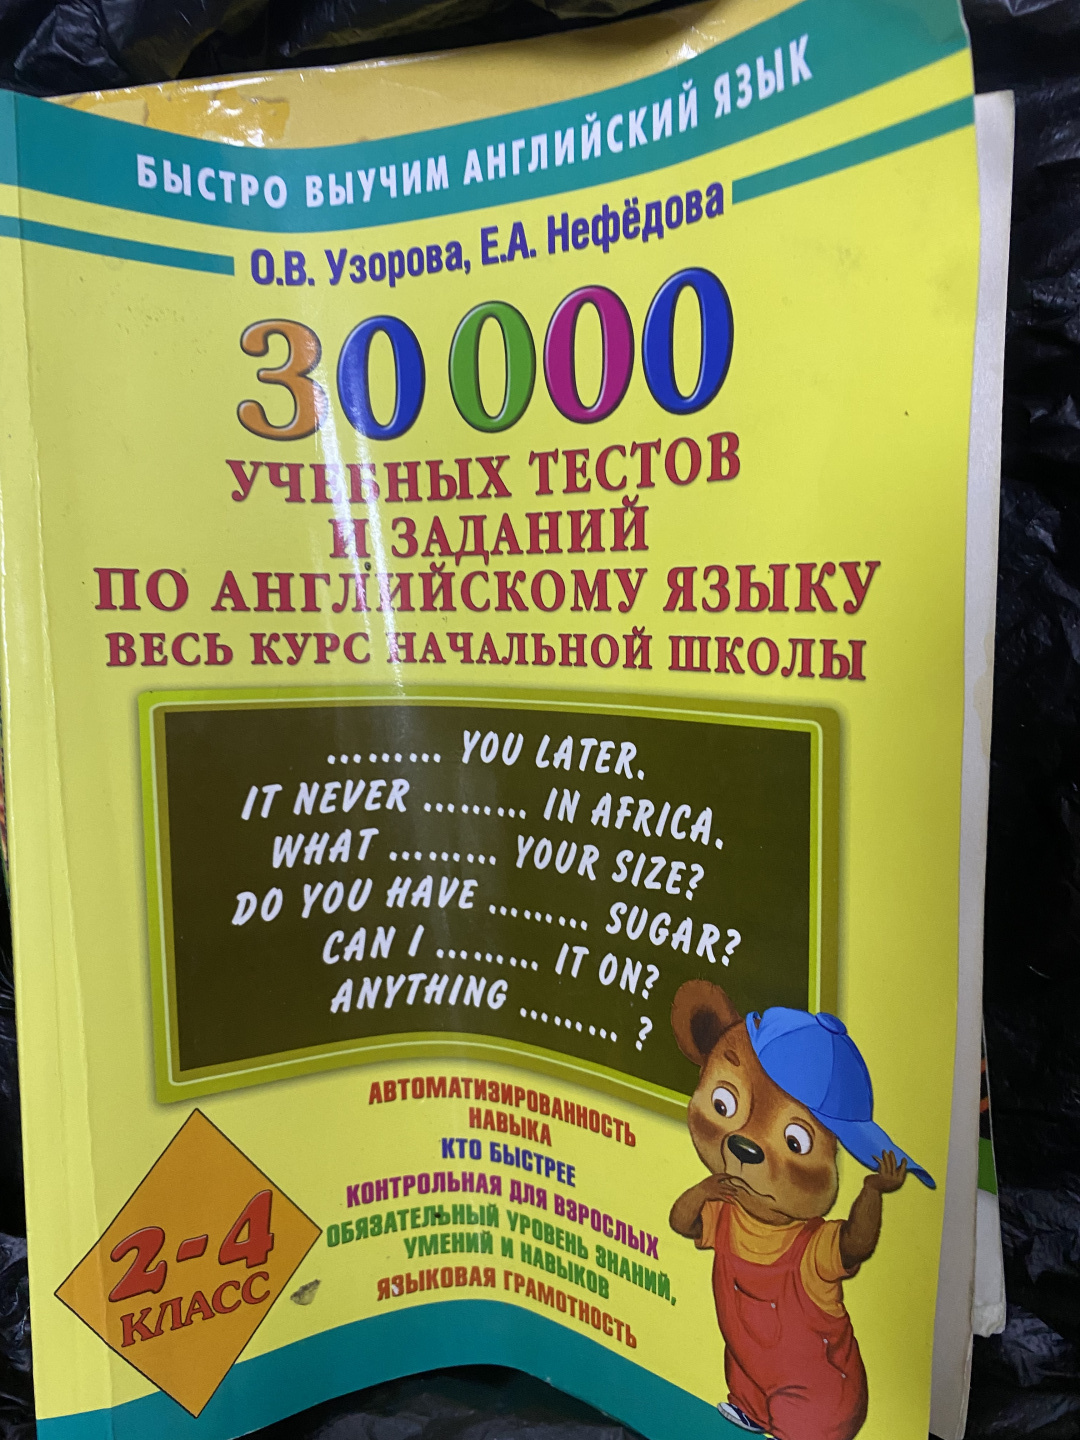 БЫСТРО ВЫУЧИМ АНГЛИЙСКИЙ ЯЗЫК
О.В. Узорова, Е.А. Нефёдова
30 000
УЧЕБНЫХ ТЕСТОВ
И ЗАДАНИЙ
ПО АНГЛИЙСКОМУ ЯЗЫКУ
ВЕСЬ КУРС НАЧАЛЬНОЙ ШКОЛЫ
.......... YOU LATER.
IT NEVER ......... IN AFRICA.
WHAT .......... YOUR SIZE?
DO YOU HAVE ......... SUGAR?
CAN I ......... IT ON?
ANYTHING ......... ?
АВТОМАТИЗИРОВАННОСТЬ
НАВЫКА
КТО БЫСТРЕЕ
КОНТРОЛЬНАЯ ДЛЯ ВЗРОСЛЫХ
ОБЯЗАТЕЛЬНЫЙ УРОВЕНЬ ЗНАНИЙ,
УМЕНИЙ И НАВЫКОВ
ЯЗЫКОВАЯ ГРАМОТНОСТЬ
2-4
КЛАСС